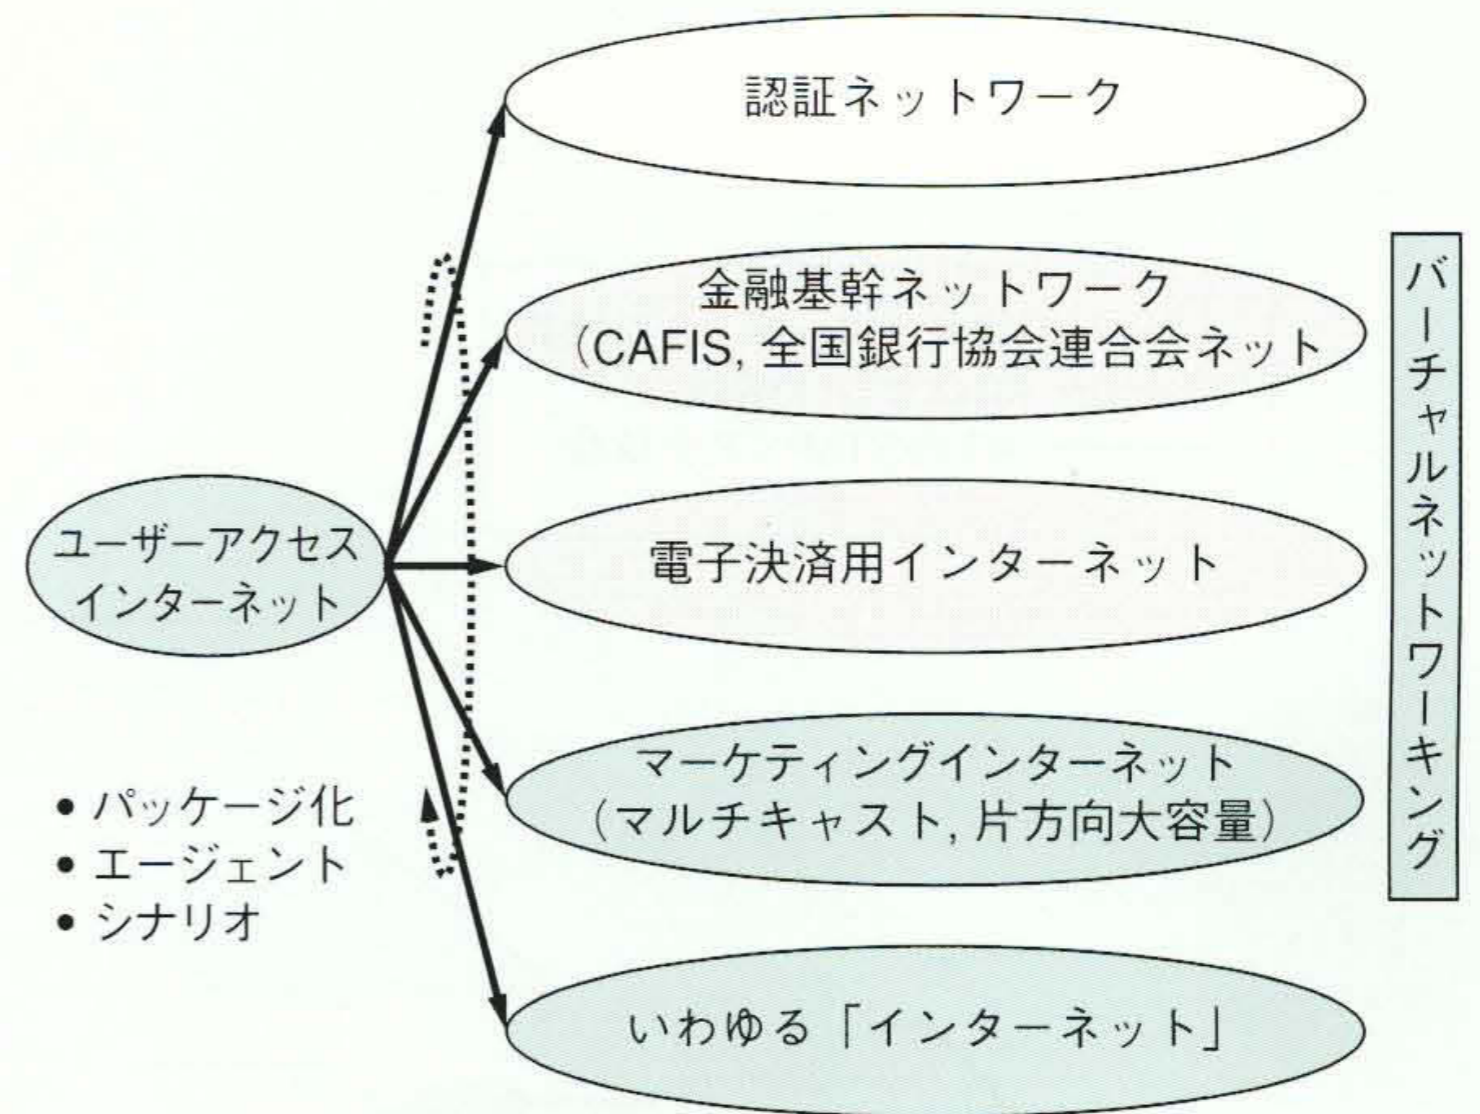 認証ネットワーク
金融基幹ネットワーク
（CAFIS, 全国銀行協会連合会ネット
電子決済用インターネット
マーケティングインターネット
（マルチキャスト, 片方向大容量）
いわゆる「インターネット」
ユーザーアクセス
インターネット
• パッケージ化
• エージェント
• シナリオ
バーチャルネットワーキング